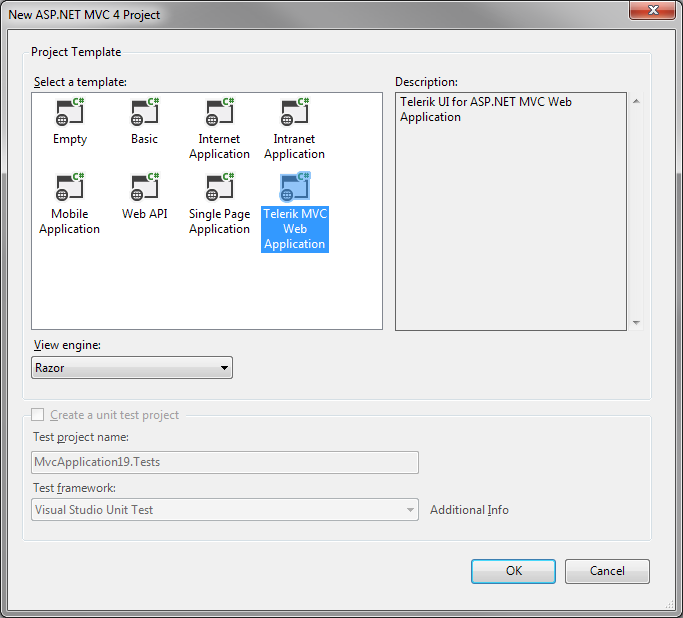 New ASP.NET MVC 4 Project
Project Template
Select a template:
C# C# C# C#
Empty Basic Internet Intranet
Application Application
C# C# C# C#
Mobile Web API Single Page Telerik MVC
Application Application Web
Application
Description:
Telerik UI for ASP.NET MVC Web
Application
View engine:
Razor
Create a unit test project
Test project name:
MvcApplication19.Tests
Test framework:
Visual Studio Unit Test
Additional Info
OK
Cancel